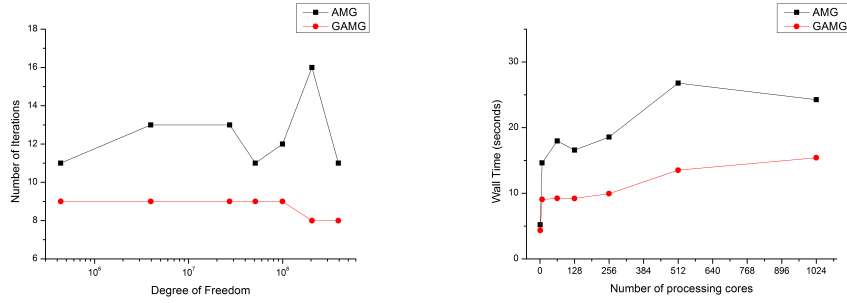 AMG
GAMG
18
16
14
12
10
8
6
Number of Iterations
10^6
10^7
10^8
Degree of Freedom
AMG
GAMG
30
20
10
0
Wall Time (seconds)
0 128 256 384 512 640 768 896 1024
Number of processing cores